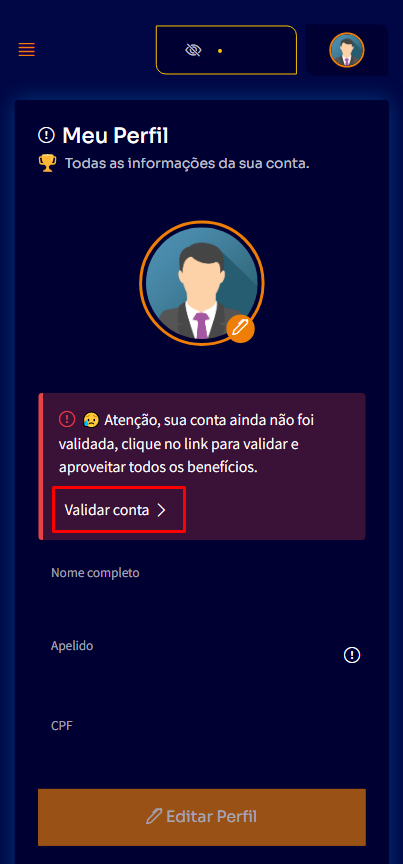 Meu Perfil
Todas as informações da sua conta.
Atenção, sua conta ainda não foi
validada, clique no link para validar e
aproveitar todos os benefícios.
Validar conta
Nome completo
Apelido
CPF
Editar Perfil